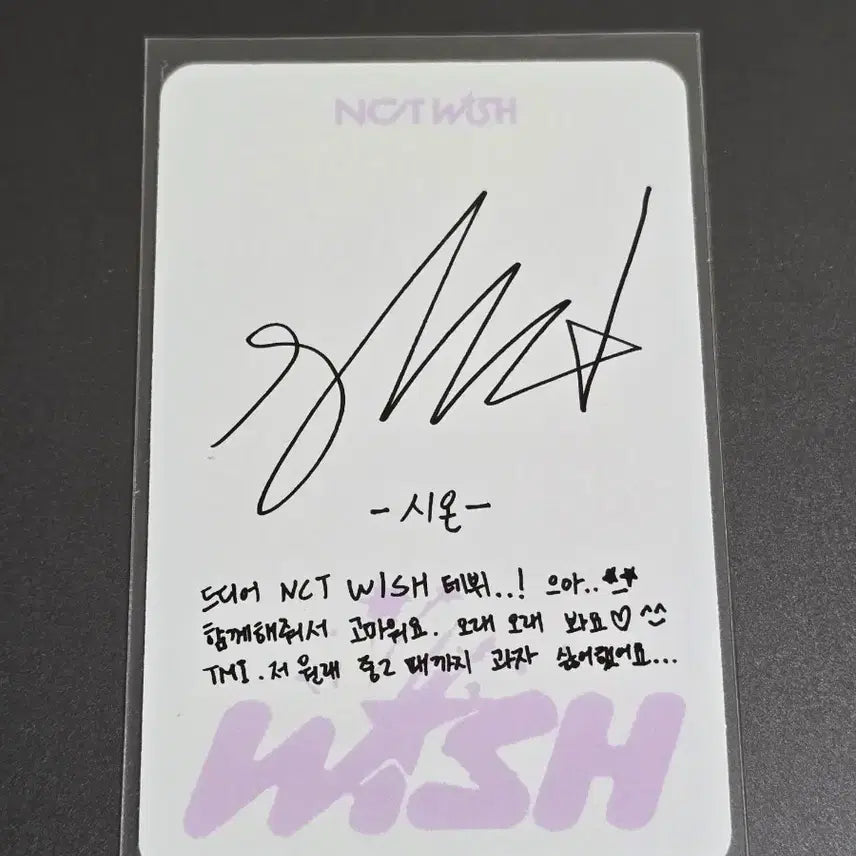 NCT WISH
-시온-
드디어 NCT WISH 데뷔..! 으아..
함께해줘서 고마워요. 오래 오래 봐요♡ ^^
TMI. 저 원래 중2 때까지 과자 싫어했어요...
WISH